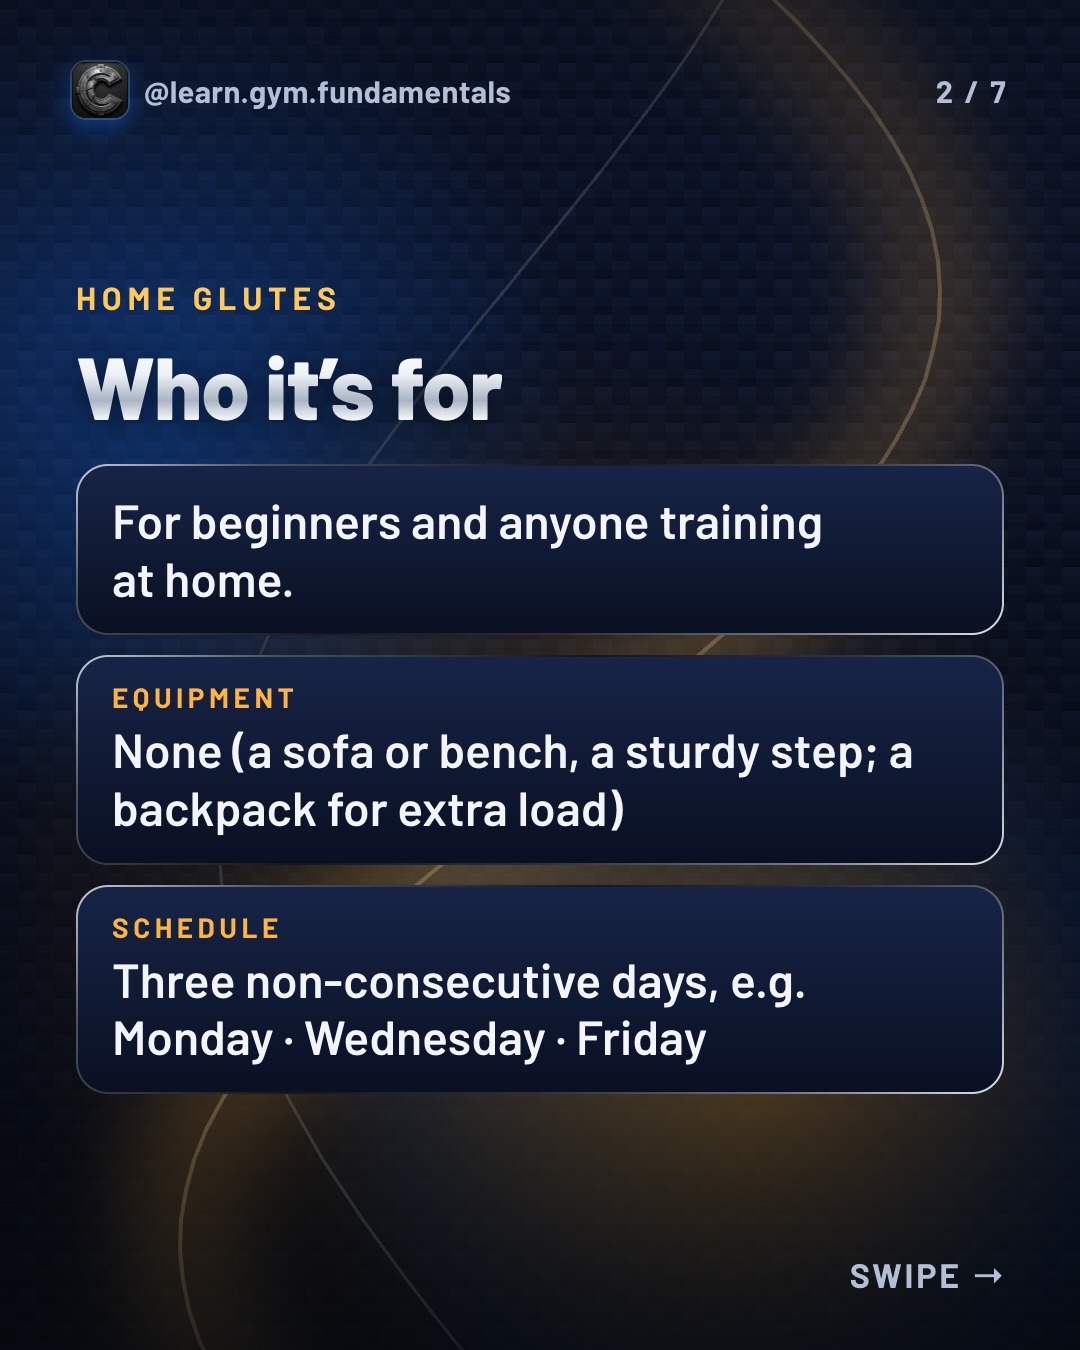 @learn.gym.fundamentals
2 / 7
HOME GLUTES
Who it’s for
For beginners and anyone training
at home.
EQUIPMENT
None (a sofa or bench, a sturdy step; a
backpack for extra load)
SCHEDULE
Three non-consecutive days, e.g.
Monday · Wednesday · Friday
SWIPE →